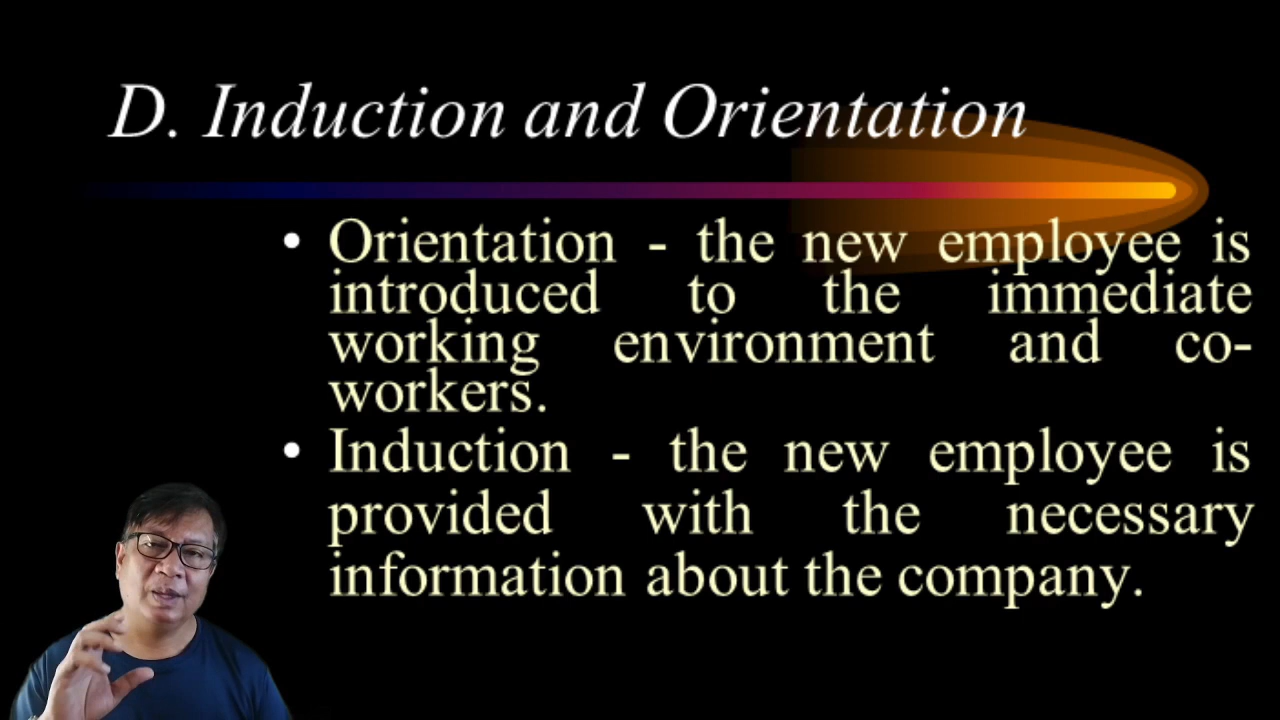 D. Induction and Orientation
• Orientation - the new employee is
introduced to the immediate
working environment and co-
workers.
• Induction - the new employee is
provided with the necessary
information about the company.